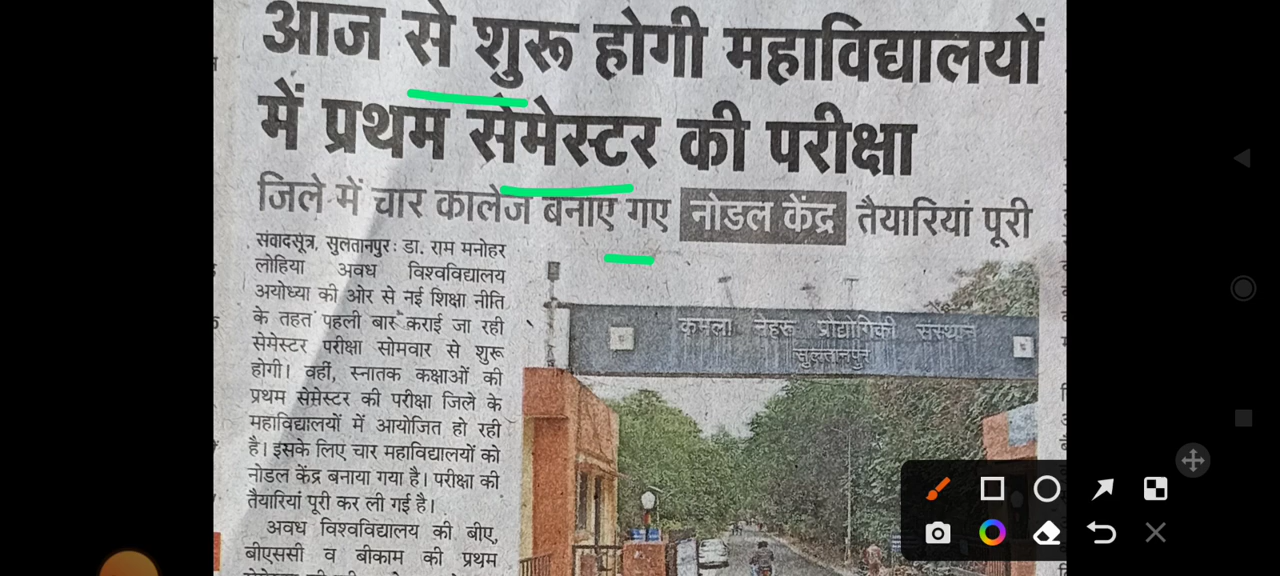 आज से शुरू होगी महाविद्यालयों
में प्रथम सेमेस्टर की परीक्षा
जिले में चार कालेज बनाए गए नोडल केंद्र तैयारियां पूरी
संवादसूत्र, सुलतानपुर: डा. राम मनोहर
लोहिया अवध विश्वविद्यालय
अयोध्या की ओर से नई शिक्षा नीति
के तहत पहली बार कराई जा रही
सेमेस्टर परीक्षा सोमवार से शुरू
होगी। वहीं, स्नातक कक्षाओं की
प्रथम सेमेस्टर की परीक्षा जिले के
महाविद्यालयों में आयोजित हो रही
है। इसके लिए चार महाविद्यालयों को
नोडल केंद्र बनाया गया है। परीक्षा की
तैयारियां पूरी कर ली गई है।
अवध विश्वविद्यालय की बीए,
बीएससी व बीकाम की प्रथम
कमला नेहरू प्रौद्योगिकी संस्थान
सुलतानपुर